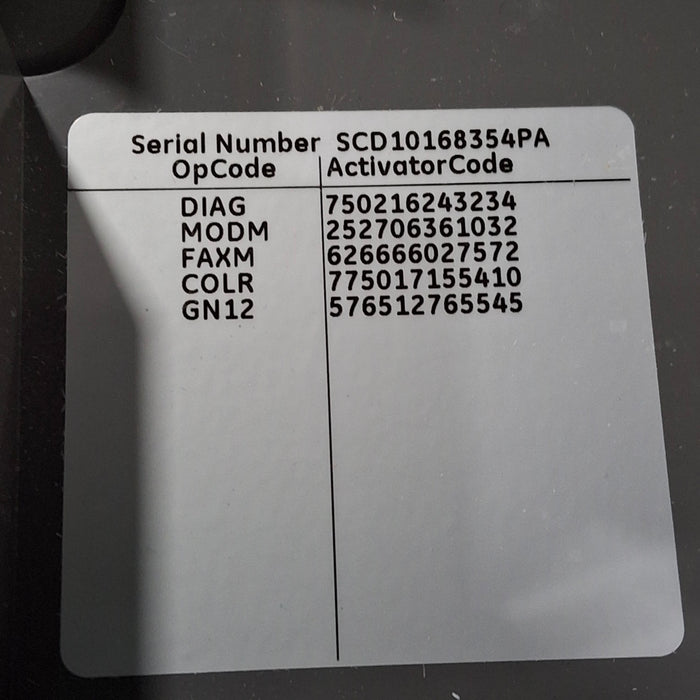 Serial Number SCD10168354PA
OpCode ActivatorCode
DIAG 750216243234
MODM 252706361032
FAXM 626666027572
COLR 775017155410
GN12 576512765545